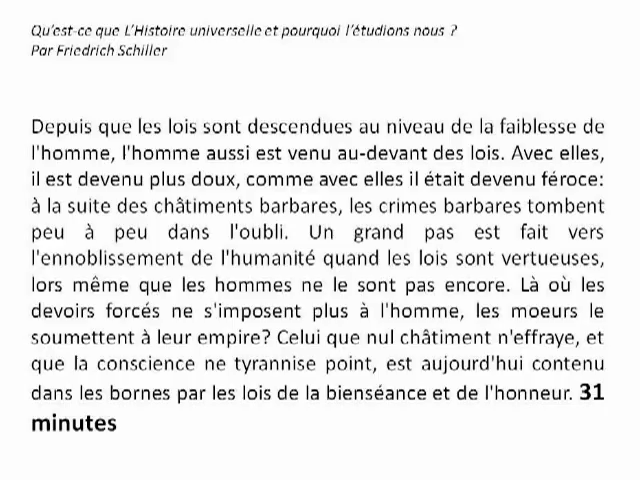 Qu'est-ce que L'Histoire universelle et pourquoi l'étudions nous ?
Par Friedrich Schiller
Depuis que les lois sont descendues au niveau de la faiblesse de
l'homme, l'homme aussi est venu au-devant des lois. Avec elles,
il est devenu plus doux, comme avec elles il était devenu féroce:
à la suite des châtiments barbares, les crimes barbares tombent
peu à peu dans l'oubli. Un grand pas est fait vers
l'ennoblissement de l'humanité quand les lois sont vertueuses,
lors même que les hommes ne le sont pas encore. Là où les
devoirs forcés ne s'imposent plus à l'homme, les moeurs le
soumettent à leur empire? Celui que nul châtiment n'effraye, et
que la conscience ne tyrannise point, est aujourd'hui contenu
dans les bornes par les lois de la bienséance et de l'honneur. 31
minutes